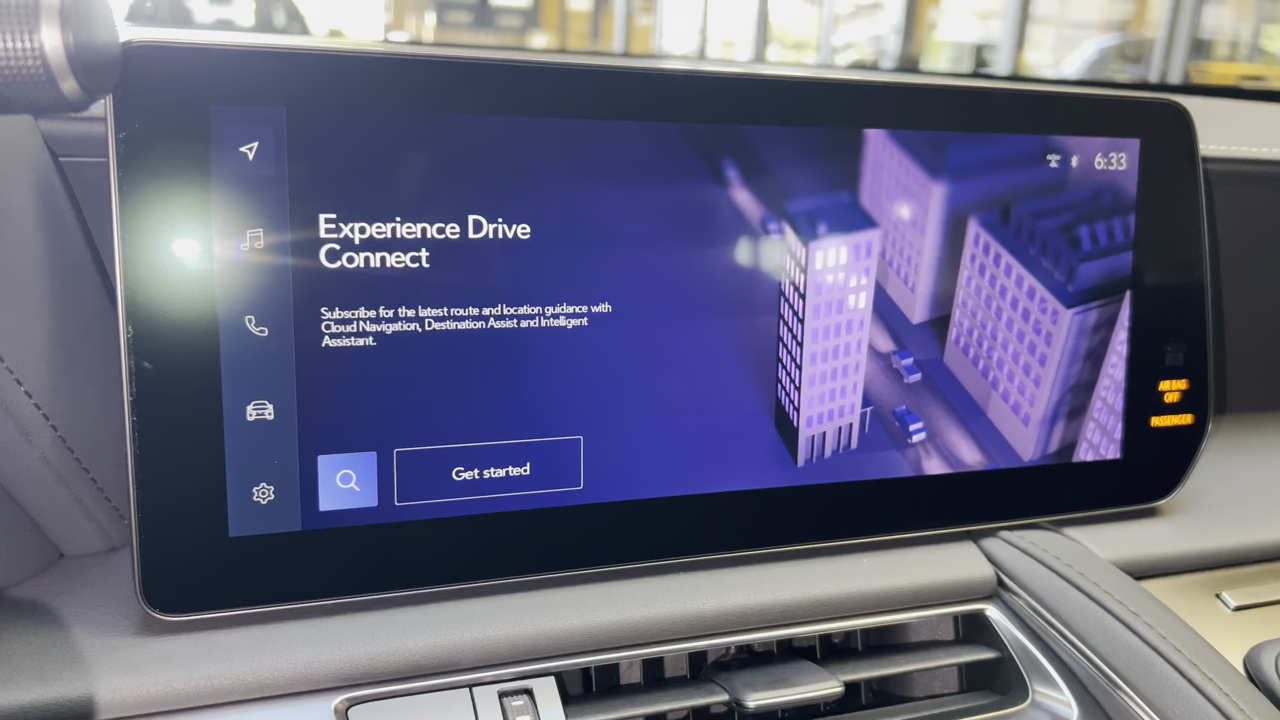 6:33
Experience Drive
Connect
Subscribe for the latest route and location guidance with
Cloud Navigation, Destination Assist and Intelligent
Assistant.
Get started
AIR BAG
OFF
PASSENGER